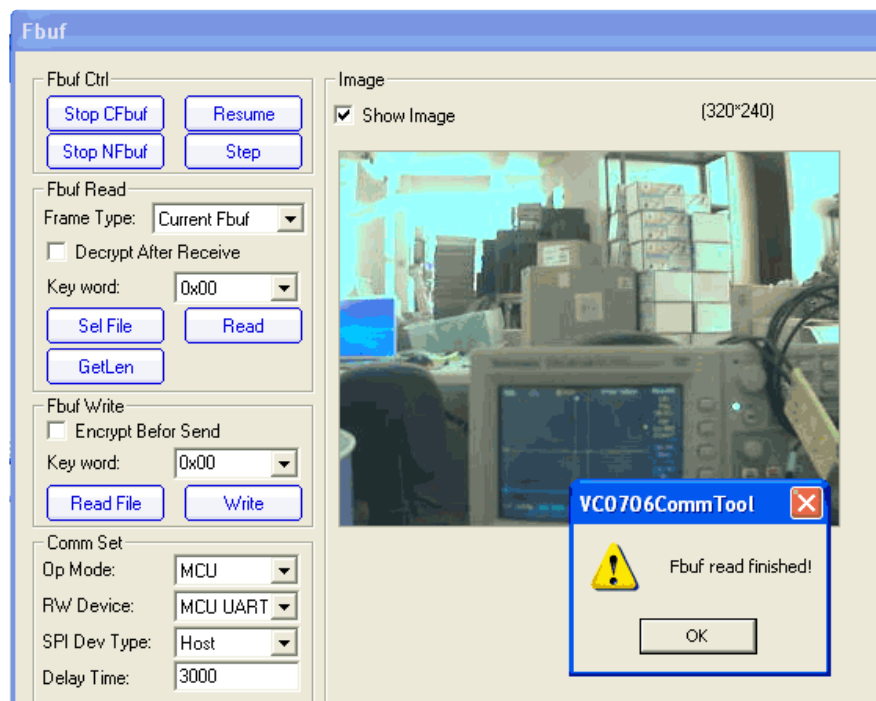 Fbuf
Fbuf Ctrl
Stop CFbuf
Resume
Stop NFbuf
Step
Fbuf Read
Frame Type:
Current Fbuf
Decrypt After Receive
Key word:
0x00
Sel File
Read
GetLen
Fbuf Write
Encrypt Befor Send
Key word:
0x00
Read File
Write
Comm Set
Op Mode:
MCU
RW Device:
MCU UART
SPI Dev Type:
Host
Delay Time:
3000
Image
Show Image
(320*240)
VC0706CommTool
Fbuf read finished!
OK